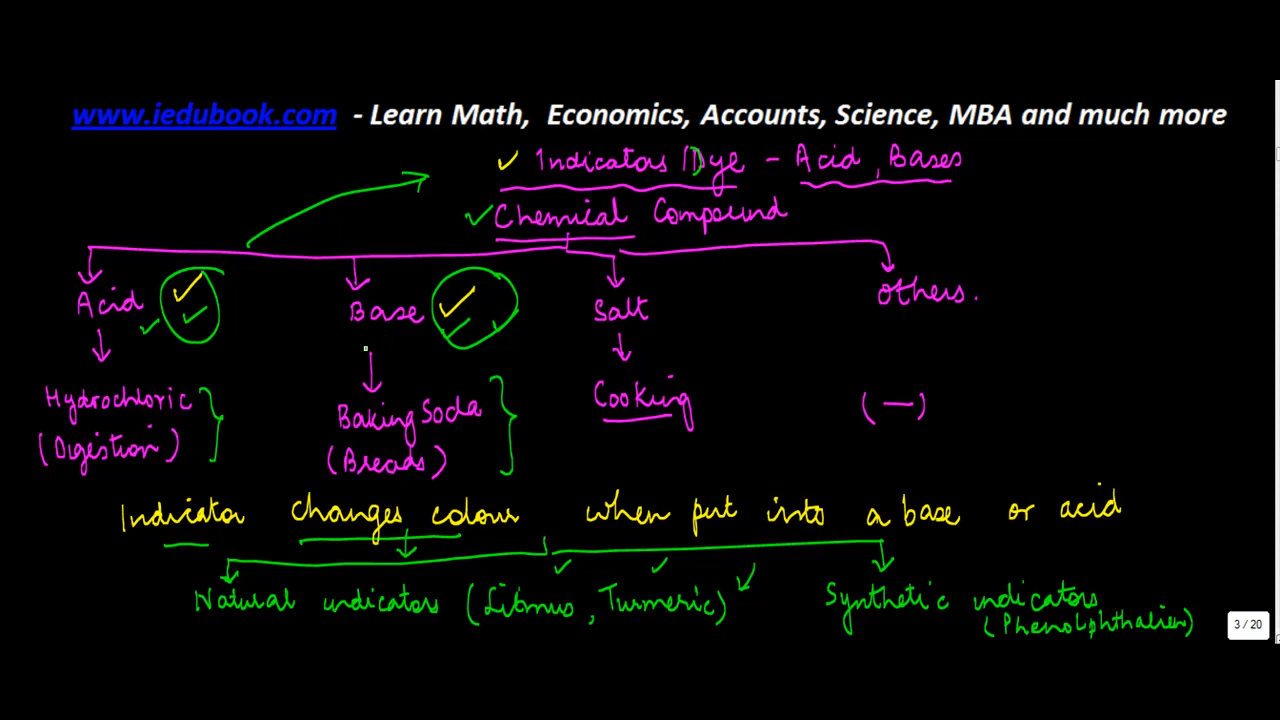 www.iedubook.com - Learn Math, Economics, Accounts, Science, MBA and much more
Indicators / Dye - Acid, Bases
Chemical Compound
Acid Base Salt Others.
Hydrochloric Baking Soda Cooking (—)
(Digestion) (Breads)
Indicator changes colour when put into a base or acid
Natural indicators (Litmus, Turmeric) Synthetic indicators
(Phenolphthalien)
3 / 20